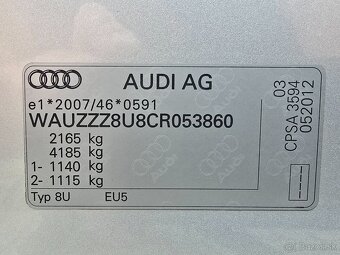 AUDI AG
e1*2007/46*0591
WAUZZZ8U8CR053860
2165 kg
4185 kg
1- 1140 kg
2- 1115 kg
Typ 8U EU5
CPSA 3594 03
---- 052012
Audi